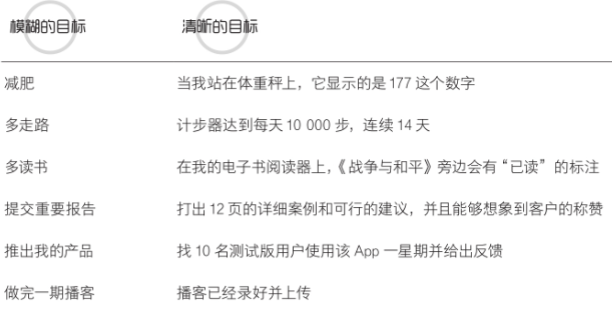 模糊的目标 清晰的目标
减肥 当我站在体重秤上，它显示的是 177 这个数字
多走路 计步器达到每天 10 000 步，连续 14 天
多读书 在我的电子书阅读器上，《战争与和平》旁边会有“已读”的标注
提交重要报告 打出 12 页的详细案例和可行的建议，并且能够想象到客户的称赞
推出我的产品 找 10 名测试版用户使用该 App 一星期并给出反馈
做完一期播客 播客已经录好并上传